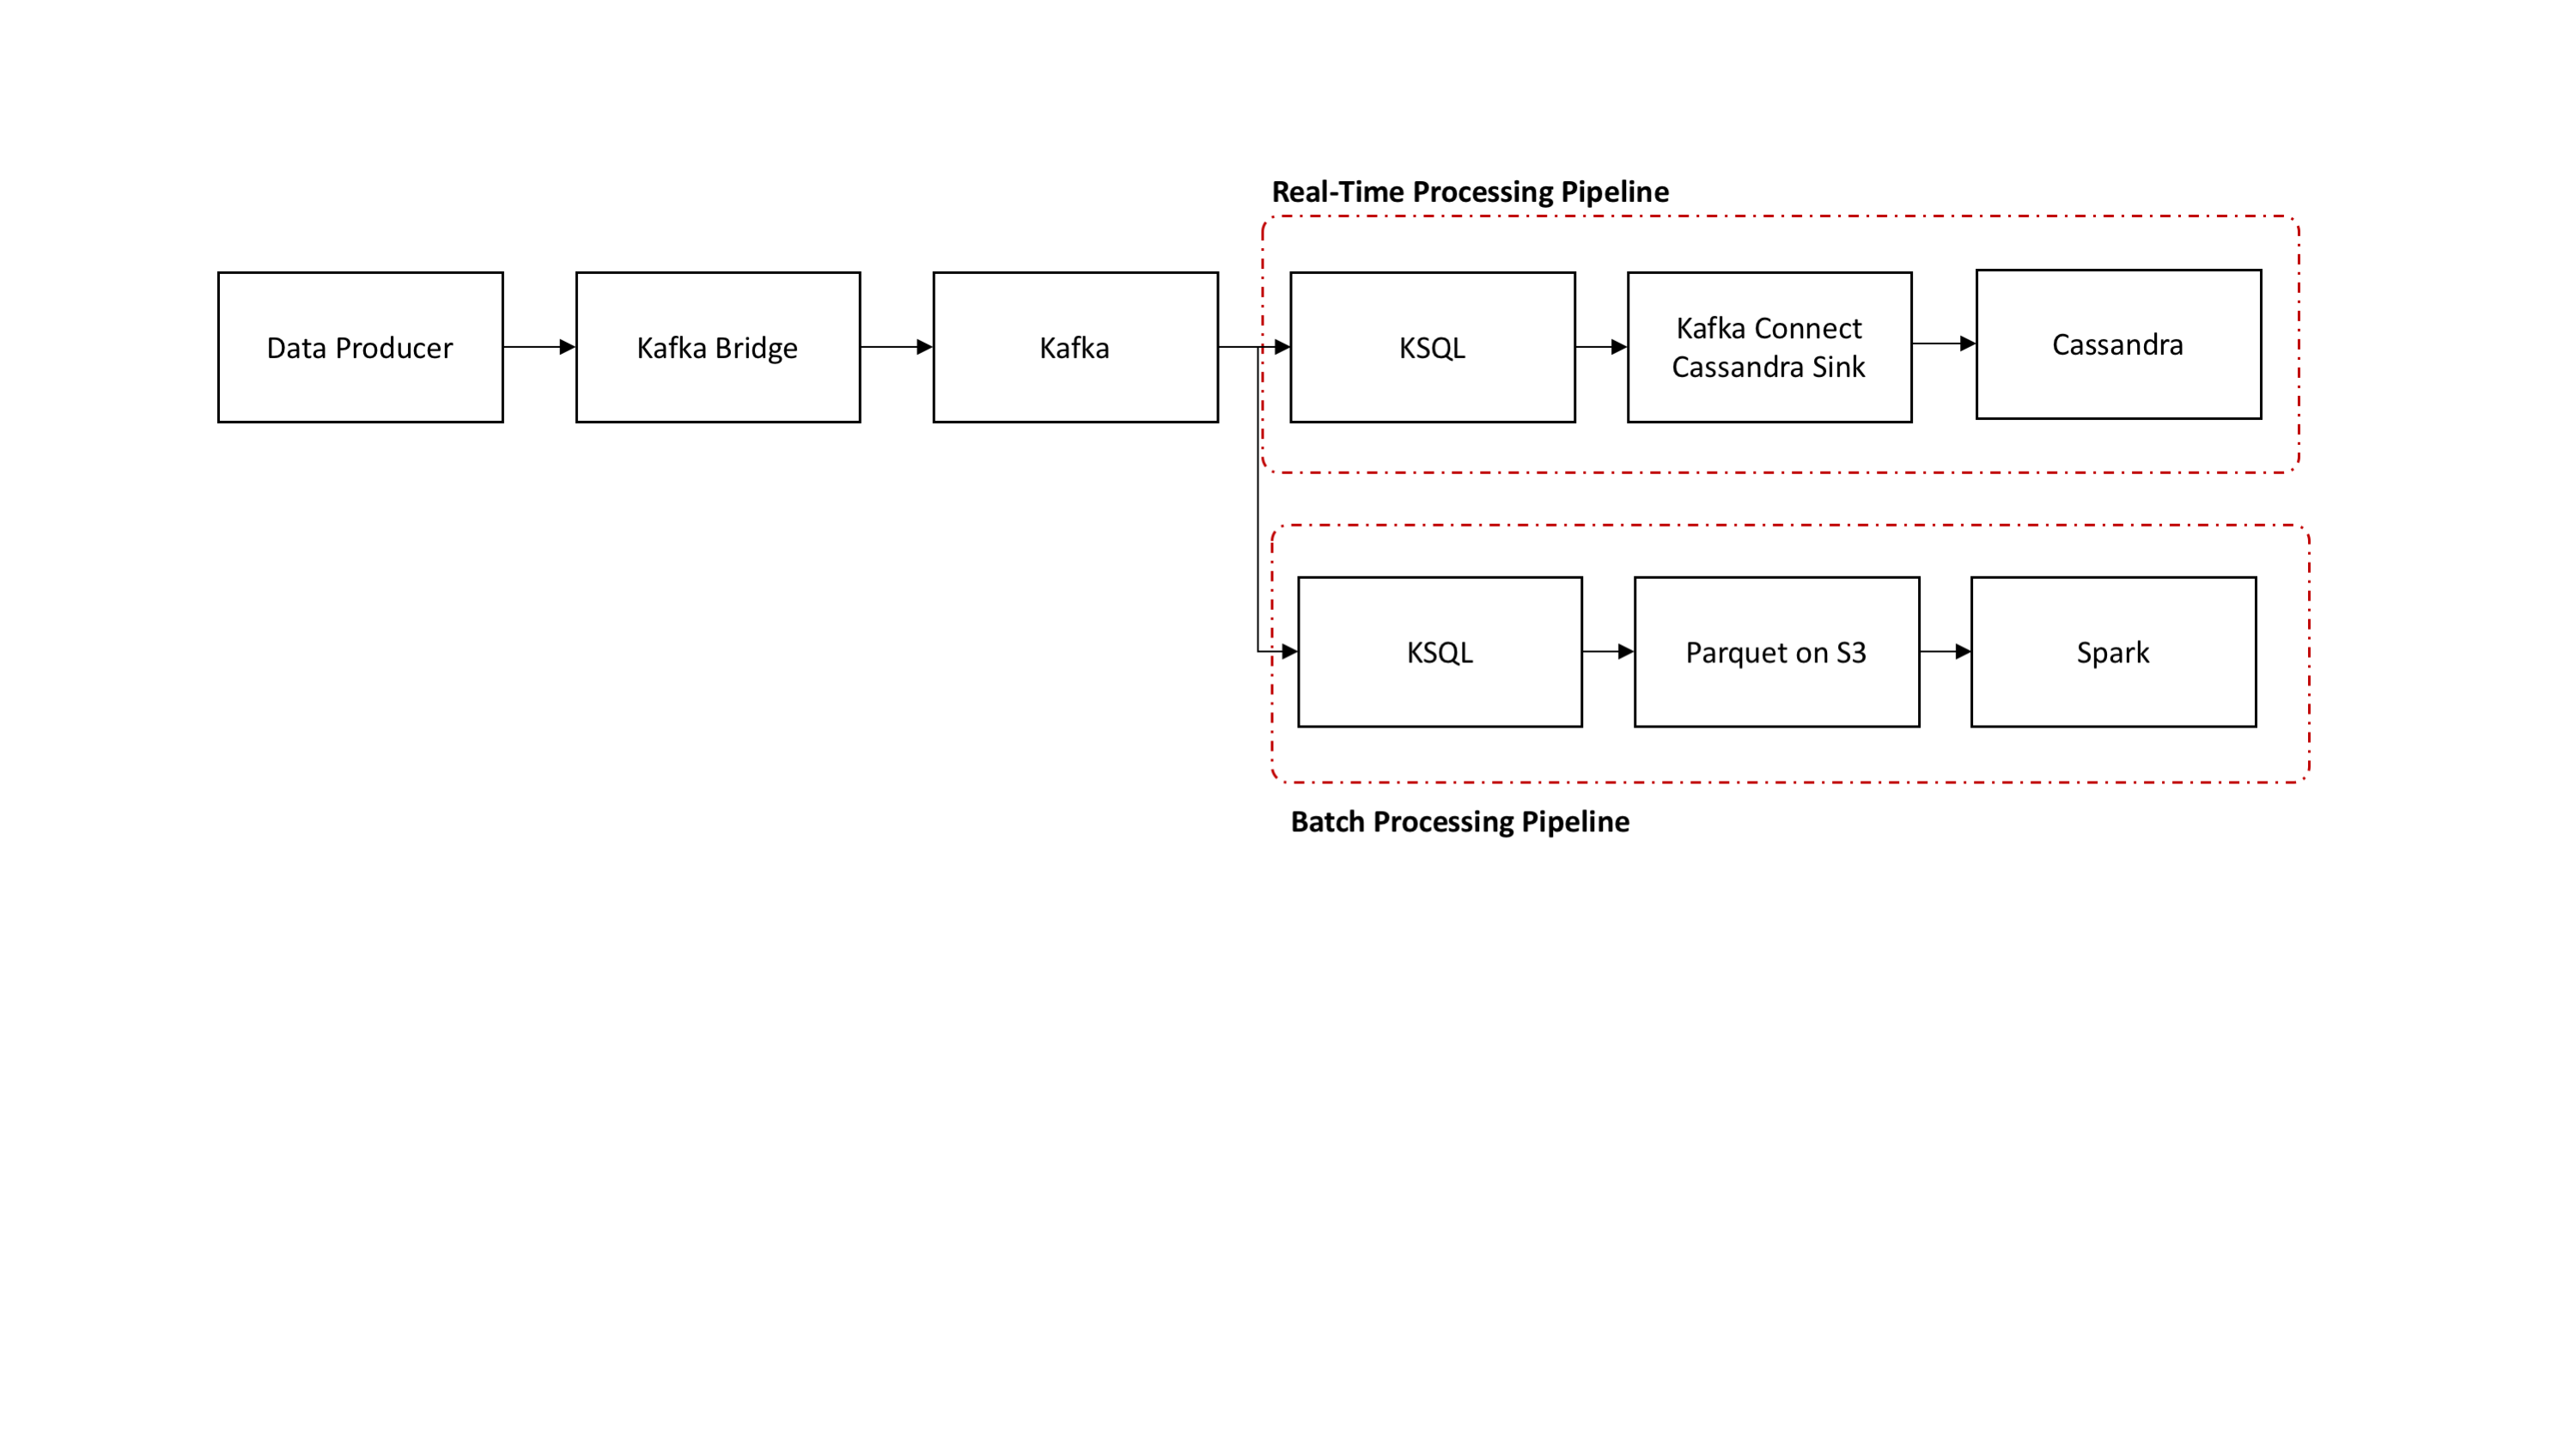 Real-Time Processing Pipeline
Data Producer
Kafka Bridge
Kafka
KSQL
Kafka Connect
Cassandra Sink
Cassandra
KSQL
Parquet on S3
Spark
Batch Processing Pipeline